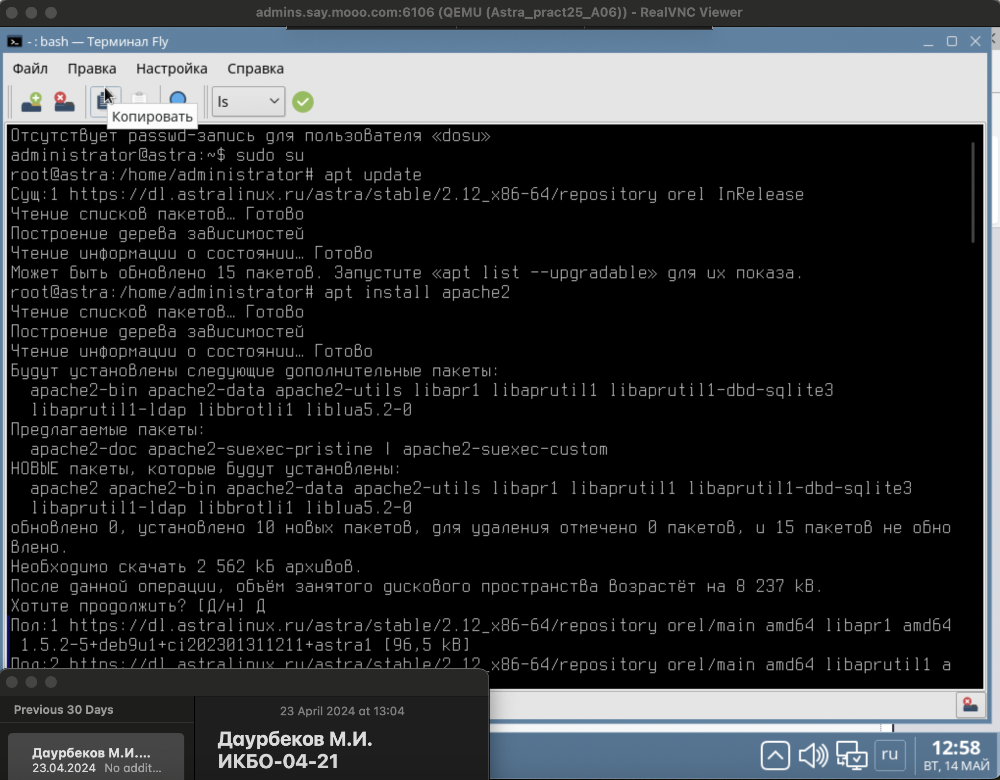 admins.say.mooo.com:6106 (QEMU (Astra_pract25_A06)) - RealVNC Viewer
- : bash — Терминал Fly
Файл Правка Настройка Справка
ls
Копировать
Отсутствует passwd-запись для пользователя «dosu»
administrator@astra:~$ sudo su
root@astra:/home/administrator# apt update
Сущ:1 https://dl.astralinux.ru/astra/stable/2.12_x86-64/repository orel InRelease
Чтение списков пакетов… Готово
Построение дерева зависимостей
Чтение информации о состоянии… Готово
Может быть обновлено 15 пакетов. Запустите «apt list --upgradable» для их показа.
root@astra:/home/administrator# apt install apache2
Чтение списков пакетов… Готово
Построение дерева зависимостей
Чтение информации о состоянии… Готово
Будут установлены следующие дополнительные пакеты:
apache2-bin apache2-data apache2-utils libapr1 libaprutil1 libaprutil1-dbd-sqlite3
libaprutil1-ldap libbrotli1 liblua5.2-0
Предлагаемые пакеты:
apache2-doc apache2-suexec-pristine | apache2-suexec-custom
НОВЫЕ пакеты, которые будут установлены:
apache2 apache2-bin apache2-data apache2-utils libapr1 libaprutil1 libaprutil1-dbd-sqlite3
libaprutil1-ldap libbrotli1 liblua5.2-0
обновлено 0, установлено 10 новых пакетов, для удаления отмечено 0 пакетов, и 15 пакетов не обно
влено.
Необходимо скачать 2 562 kБ архивов.
После данной операции, объём занятого дискового пространства возрастёт на 8 237 kB.
Хотите продолжить? [Д/н] Д
Пол:1 https://dl.astralinux.ru/astra/stable/2.12_x86-64/repository orel/main amd64 libapr1 amd64
1.5.2-5+deb9u1+ci202301311211+astra1 [96,5 kB]
Пол:2 https://dl.astralinux.ru/astra/stable/2.12_x86-64/repository orel/main amd64 libaprutil1 a
Previous 30 Days
Даурбеков М.И....
23.04.2024 No addit...
23 April 2024 at 13:04
Даурбеков М.И.
ИКБО-04-21
ru
12:58
ВТ, 14 МАЙ